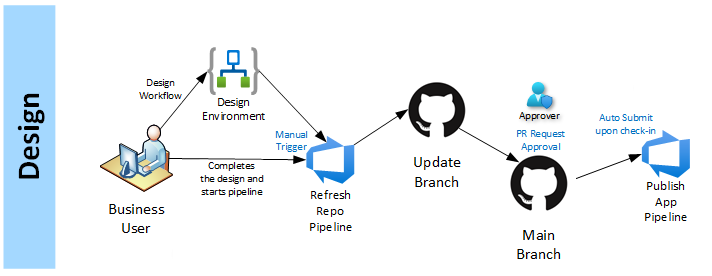 Design
Design
Workflow
Design
Environment
Business
User
Completes
the design and
starts pipeline
Manual
Trigger
Refresh
Repo
Pipeline
Update
Branch
Approver
PR Request
Approval
Main
Branch
Auto Submit
upon check-in
Publish
App
Pipeline